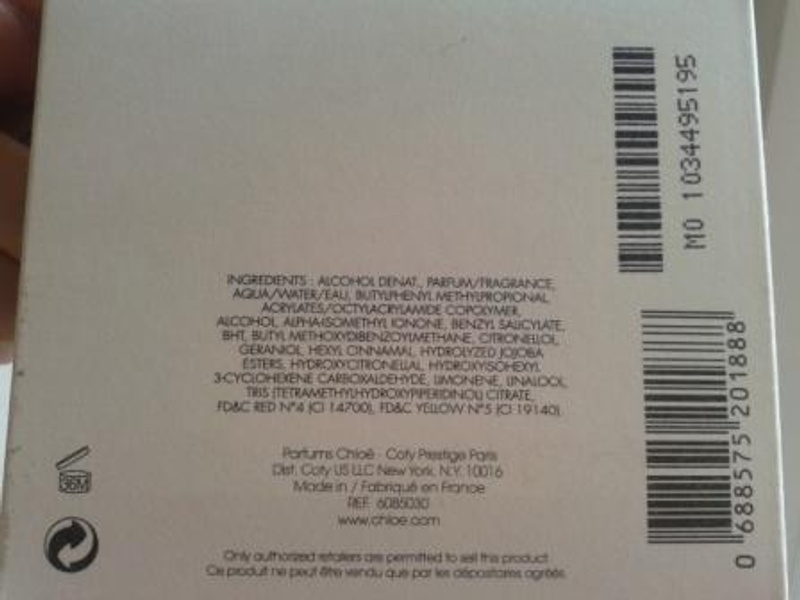 INGREDIENTS : ALCOHOL DENAT., PARFUM/FRAGRANCE,
AQUA/WATER/EAU, BUTYLPHENYL METHYLPROPIONAL,
ACRYLATES/OCTYLACRYLAMIDE COPOLYMER,
ALCOHOL, ALPHA-ISOMETHYL IONONE, BENZYL SALICYLATE,
BHT, BUTYL METHOXYDIBENZOYLMETHANE, CITRONELLOL,
GERANIOL, HEXYL CINNAMAL, HYDROLYZED JOJOBA
ESTERS, HYDROXYCITRONELLAL, HYDROXYISOHEXYL
3-CYCLOHEXENE CARBOXALDEHYDE, LIMONENE, LINALOOL,
TRIS (TETRAMETHYLHYDROXYPIPERIDINOL) CITRATE,
FD&C RED N°4 (CI 14700), FD&C YELLOW N°5 (CI 19140).
Parfums Chloé - Coty Prestige Paris
Dist. Coty US LLC New York, N.Y. 10016
Made in / Fabriqué en France
REF. 6085030
www.chloe.com
Only authorized retailers are permitted to sell this product.
Ce produit ne peut être vendu que par les dépositaires agréés.
36M
MO 1034495195
0 688575 201888